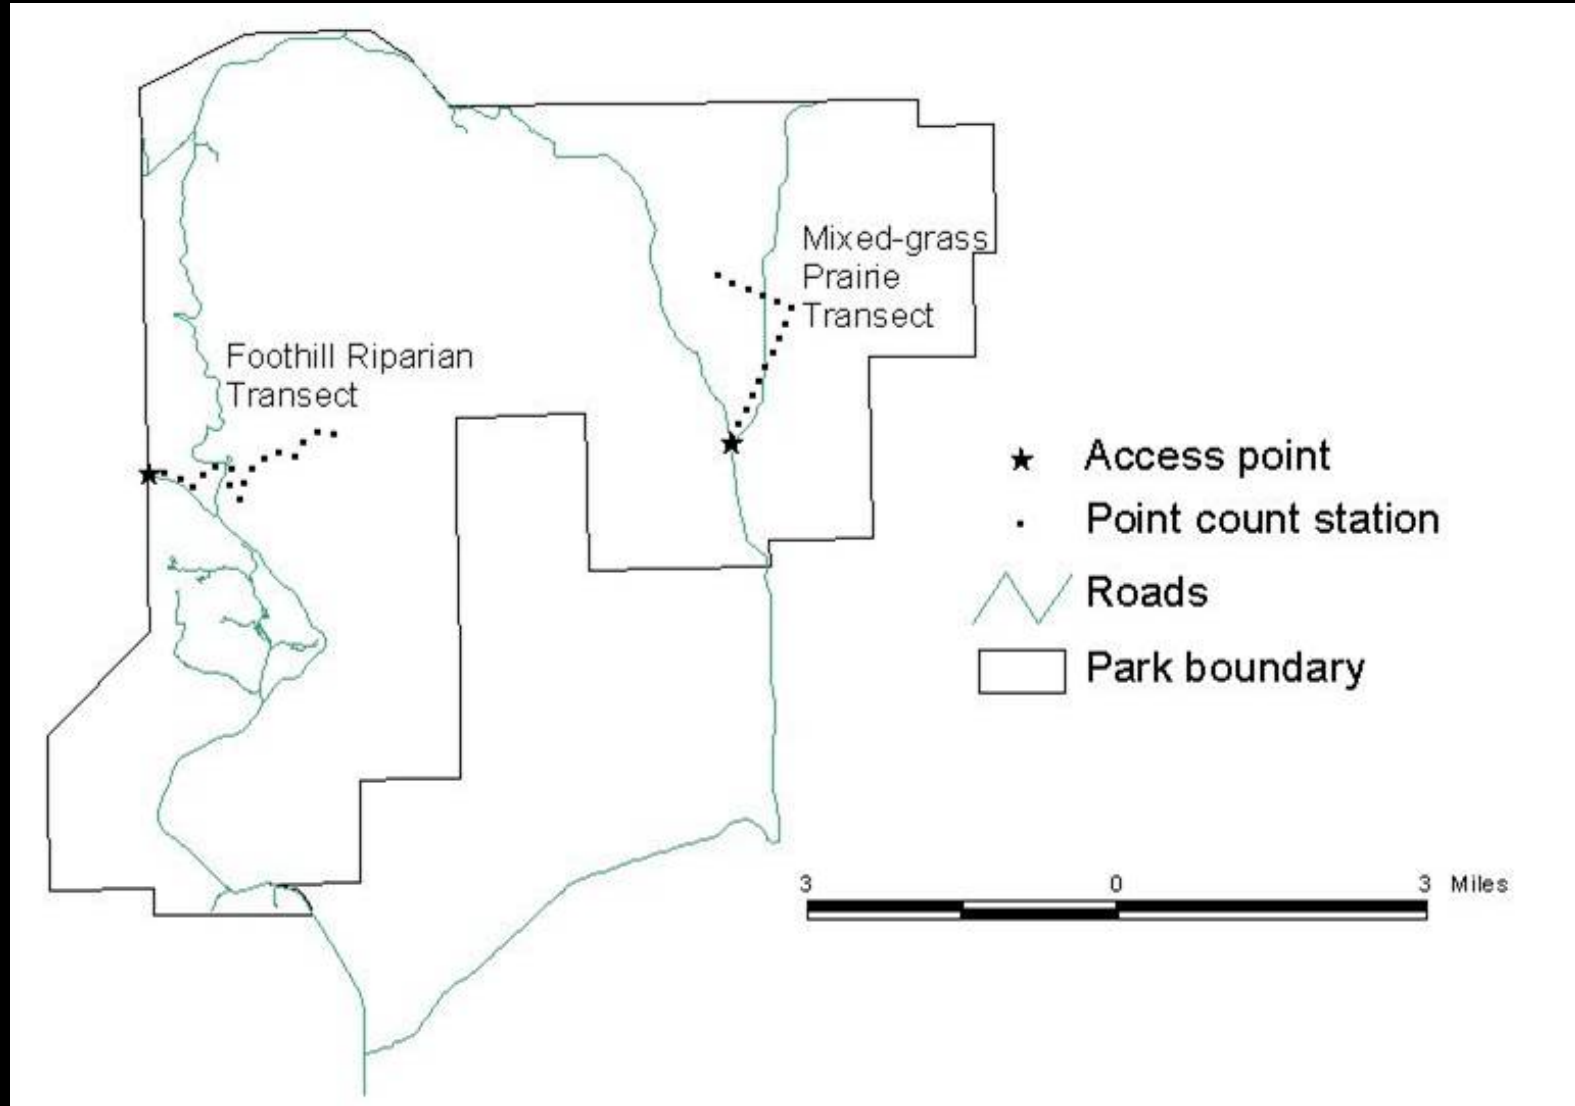 Mixed-grass
Prairie
Transect
Foothill Riparian
Transect
Access point
Point count station
Roads
Park boundary
3 0 3 Miles